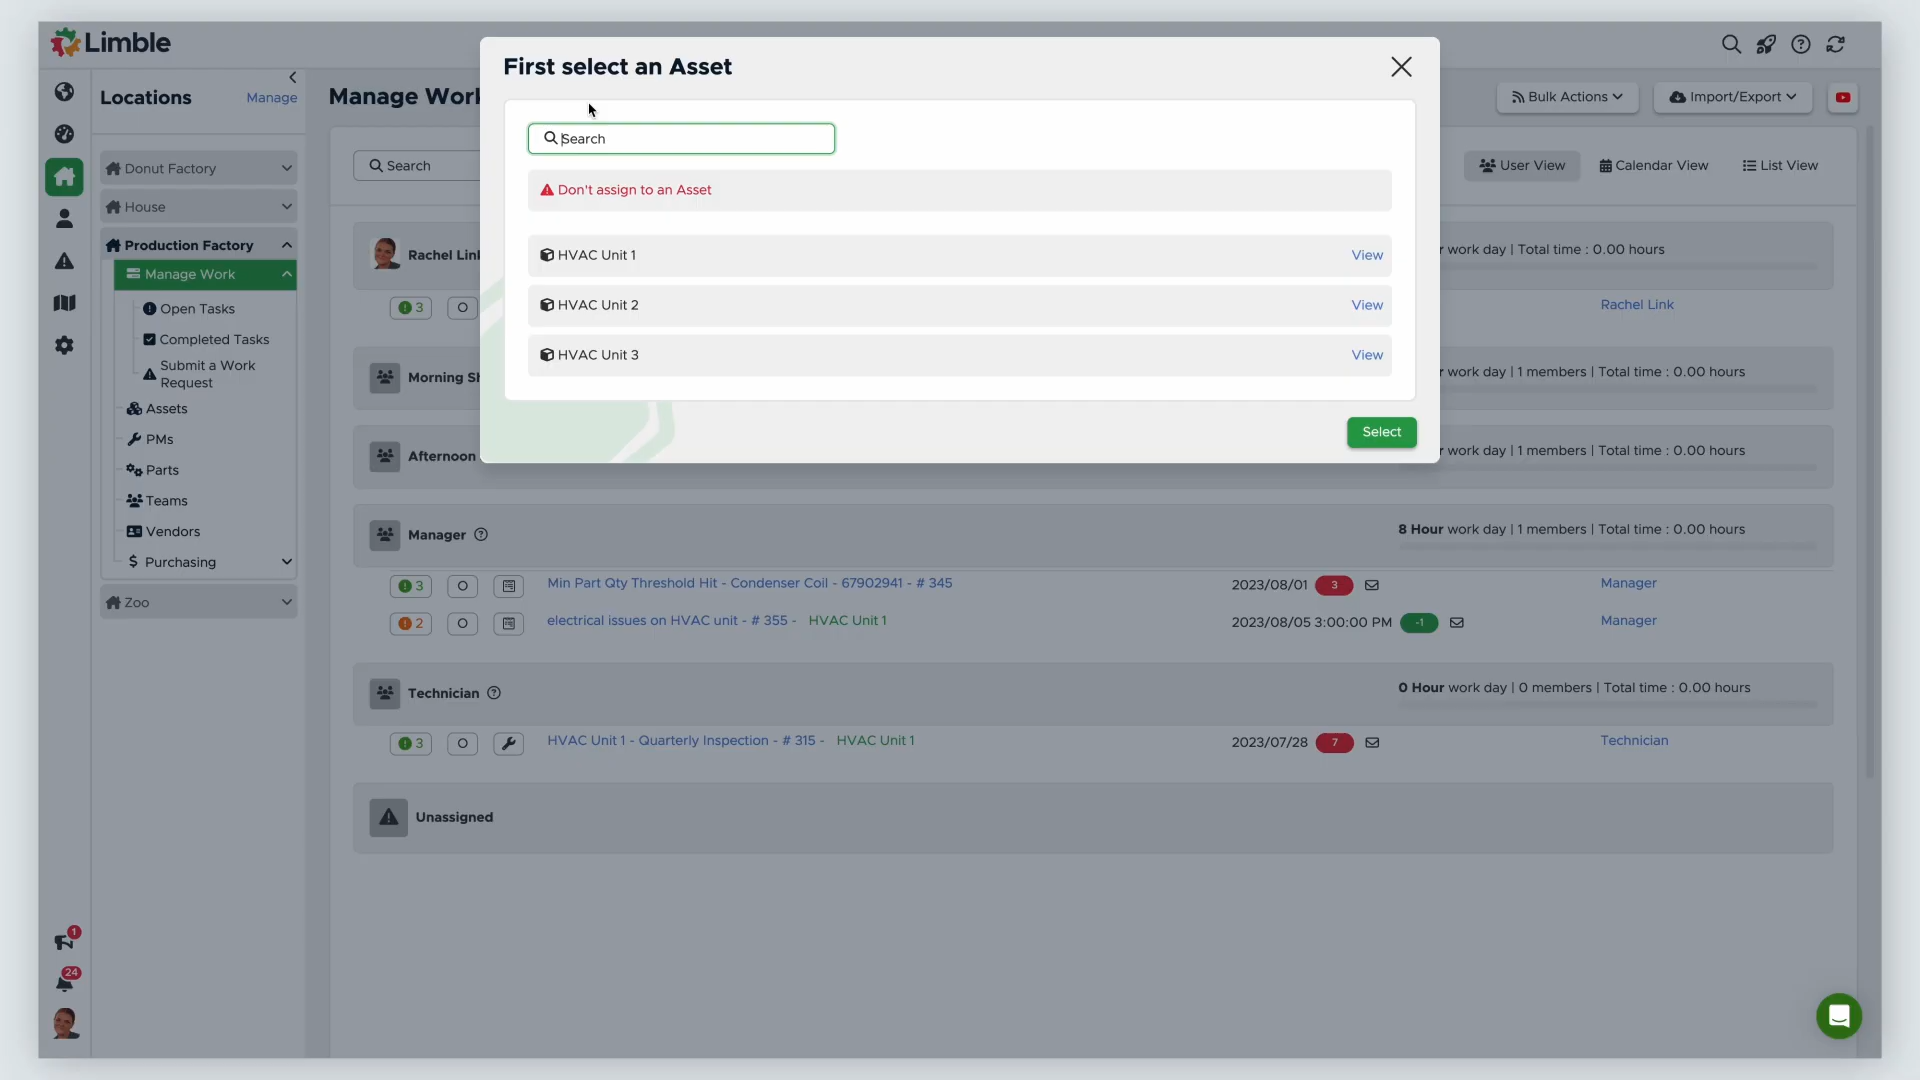 Limble
First select an Asset
Locations
Manage
Manage Work
Bulk Actions
Import/Export
Search
Search
User View
Calendar View
List View
Don't assign to an Asset
HVAC Unit 1
View
HVAC Unit 2
View
HVAC Unit 3
View
Select
Donut Factory
House
Production Factory
Manage Work
Open Tasks
Completed Tasks
Submit a Work
Request
Assets
PMs
Parts
Teams
Vendors
Purchasing
Zoo
Rachel Link
work day | Total time : 0.00 hours
3
Rachel Link
Morning Sh
work day | 1 members | Total time : 0.00 hours
Afternoon
work day | 1 members | Total time : 0.00 hours
Manager
8 Hour work day | 1 members | Total time : 0.00 hours
3 Min Part Qty Threshold Hit - Condenser Coil - 67902941 - # 345 2023/08/01 3 Manager
2 electrical issues on HVAC unit - # 355 - HVAC Unit 1 2023/08/05 3:00:00 PM -1 Manager
Technician
0 Hour work day | 0 members | Total time : 0.00 hours
3 HVAC Unit 1 - Quarterly Inspection - # 315 - HVAC Unit 1 2023/07/28 7 Technician
Unassigned
1
24